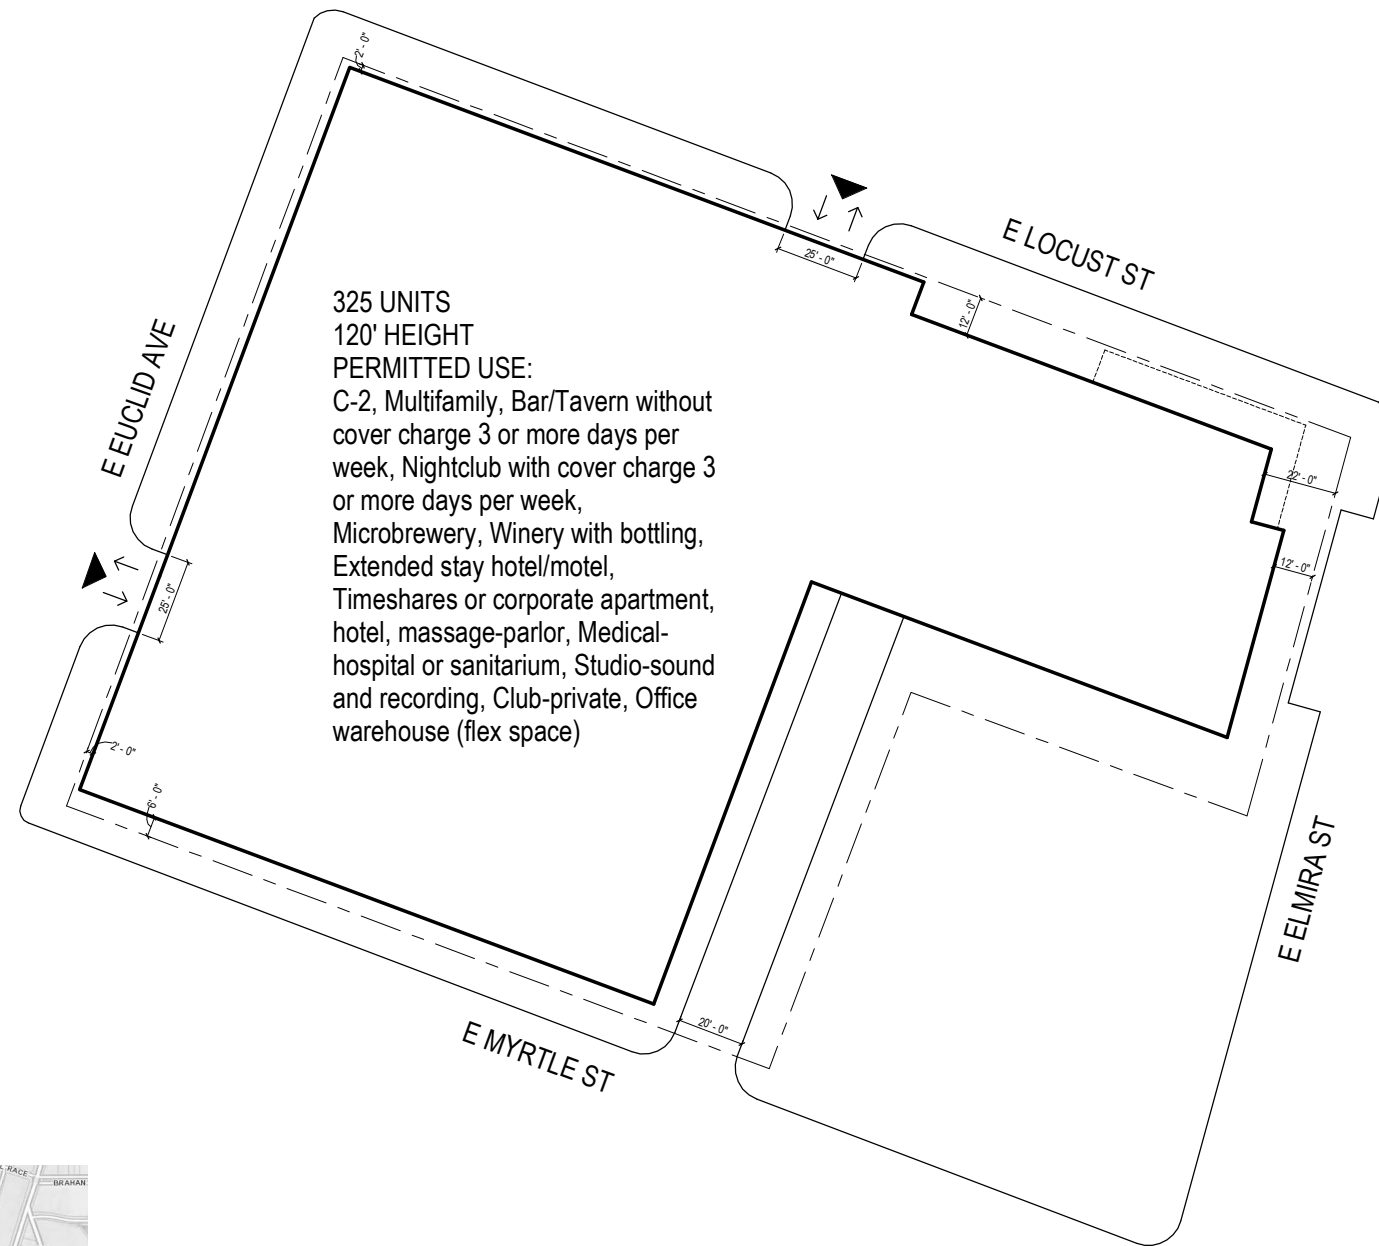 2' - 0"
E LOCUST ST
25' - 0"
12' - 0"
325 UNITS
120' HEIGHT
PERMITTED USE:
C-2, Multifamily, Bar/Tavern without
cover charge 3 or more days per
week, Nightclub with cover charge 3
or more days per week,
Microbrewery, Winery with bottling,
Extended stay hotel/motel,
Timeshares or corporate apartment,
hotel, massage-parlor, Medical-
hospital or sanitarium, Studio-sound
and recording, Club-private, Office
warehouse (flex space)
E EUCLID AVE
22' - 0"
12' - 0"
25' - 0"
2' - 0"
6' - 0"
E ELMIRA ST
20' - 0"
E MYRTLE ST
RACE
BRAHAN